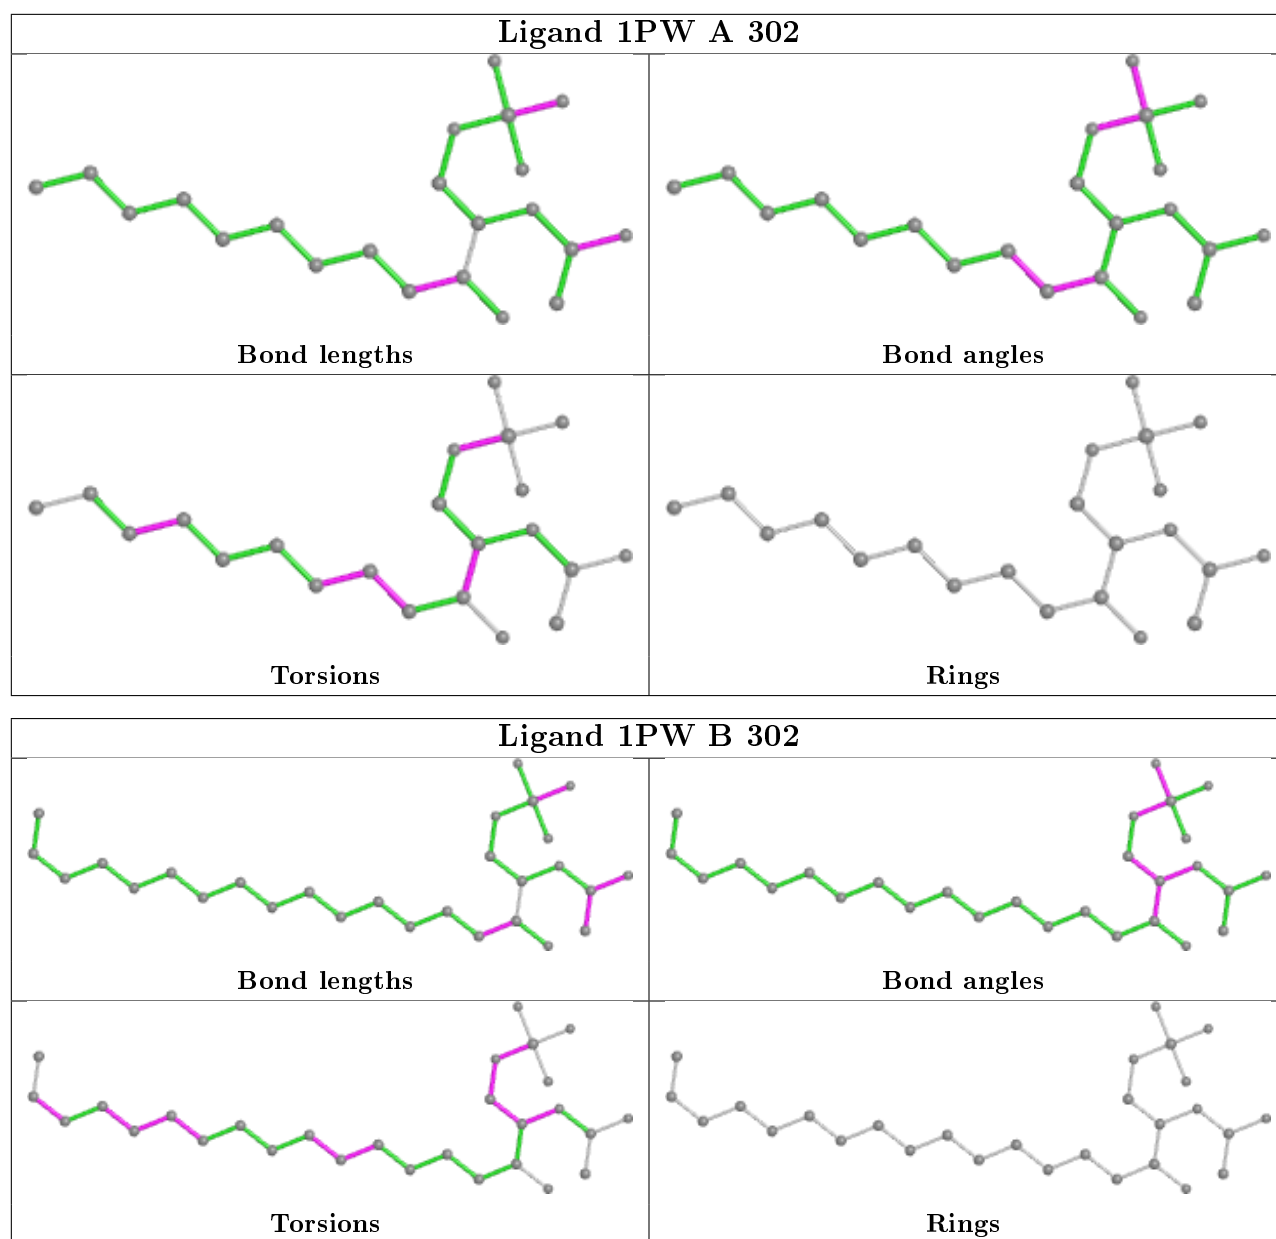 Ligand 1PW A 302
Bond lengths
Bond angles
Torsions
Rings
Ligand 1PW B 302
Bond lengths
Bond angles
Torsions
Rings